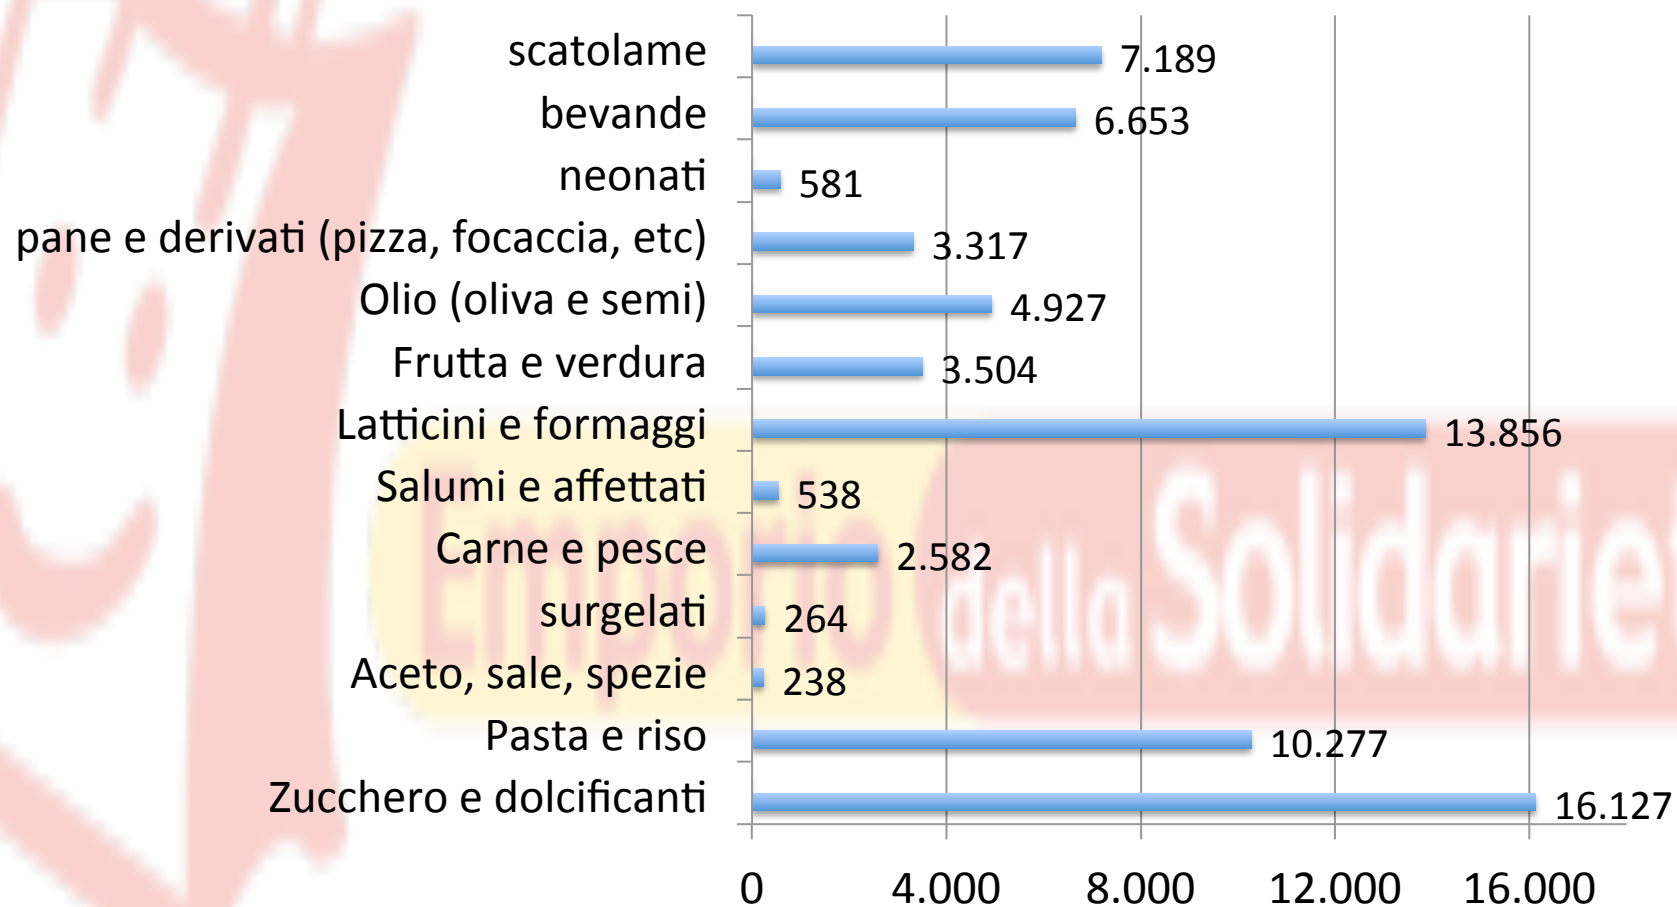 scatolame 7.189
bevande 6.653
neonati 581
pane e derivati (pizza, focaccia, etc) 3.317
Olio (oliva e semi) 4.927
Frutta e verdura 3.504
Latticini e formaggi 13.856
Salumi e affettati 538
Carne e pesce 2.582
surgelati 264
Aceto, sale, spezie 238
Pasta e riso 10.277
Zucchero e dolcificanti 16.127
0 4.000 8.000 12.000 16.000
Emporio della Solidarie